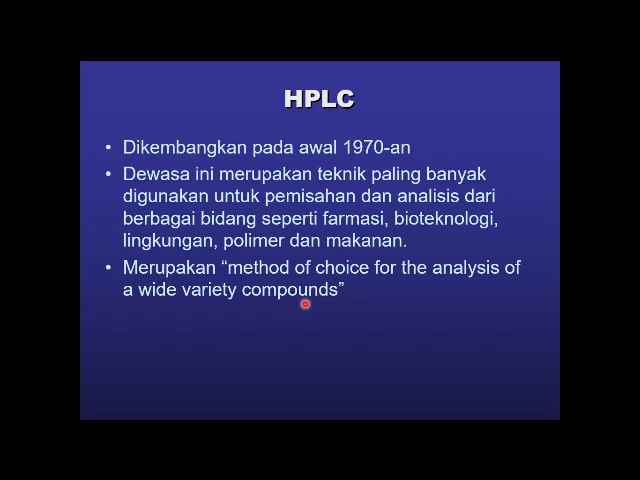 HPLC
• Dikembangkan pada awal 1970-an
• Dewasa ini merupakan teknik paling banyak
digunakan untuk pemisahan dan analisis dari
berbagai bidang seperti farmasi, bioteknologi,
lingkungan, polimer dan makanan.
• Merupakan “method of choice for the analysis of
a wide variety compounds”